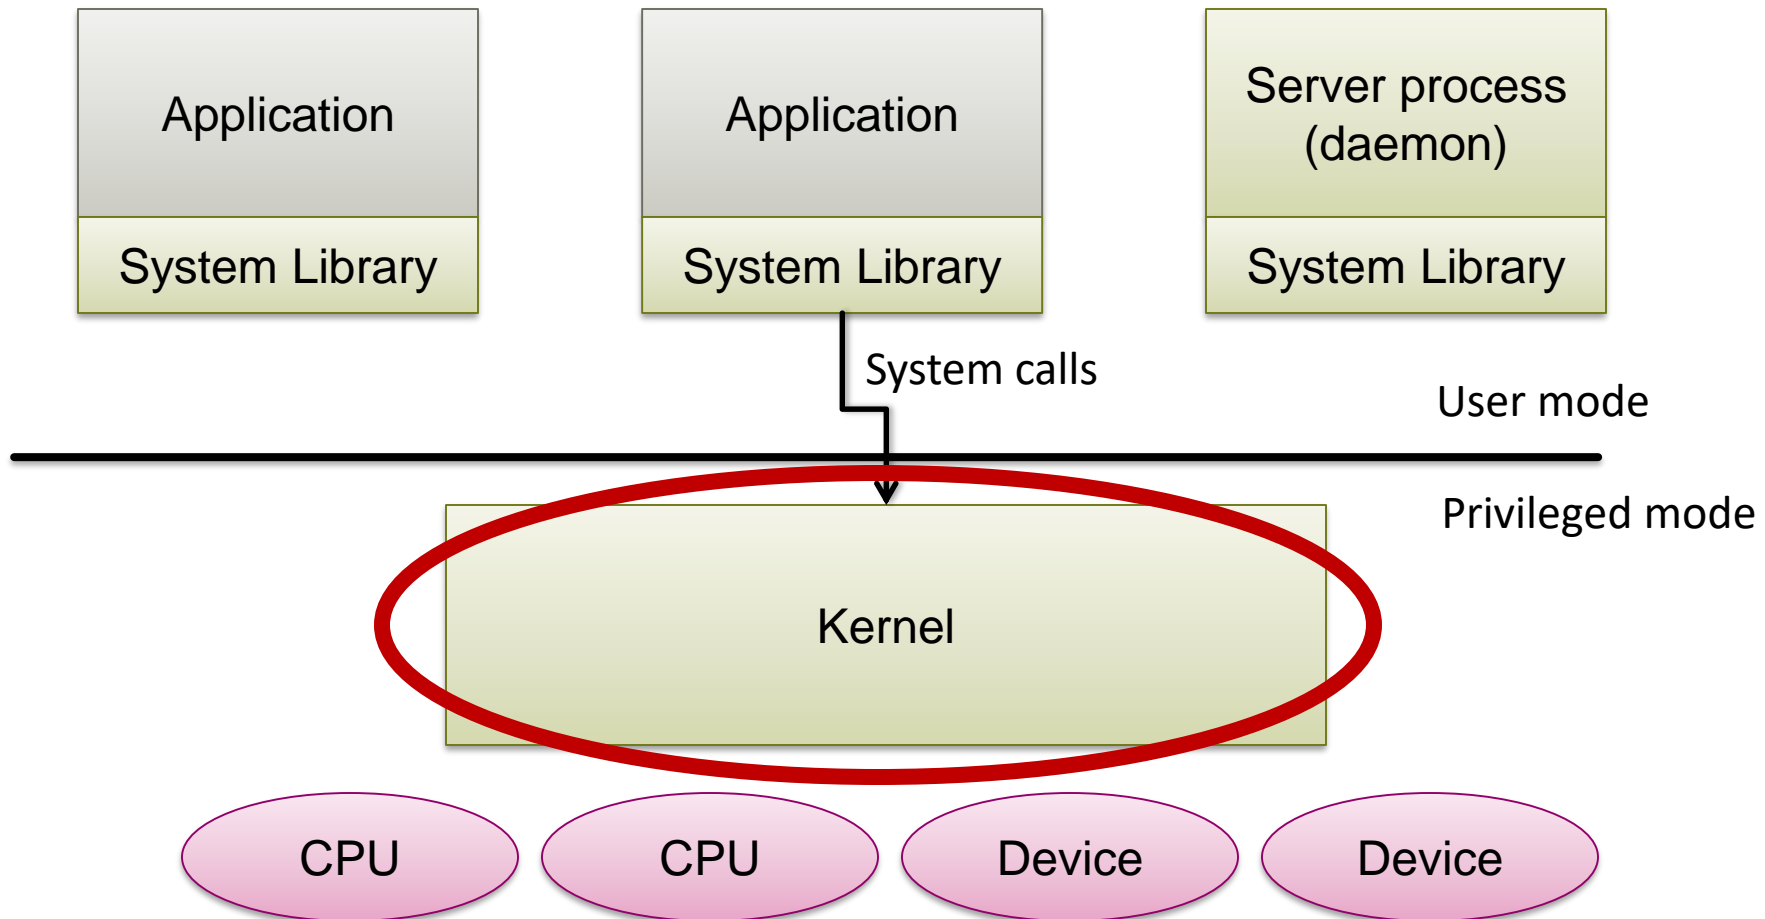 Application
Application
Server process
(daemon)
System Library
System Library
System Library
System calls
User mode
Privileged mode
Kernel
CPU
CPU
Device
Device